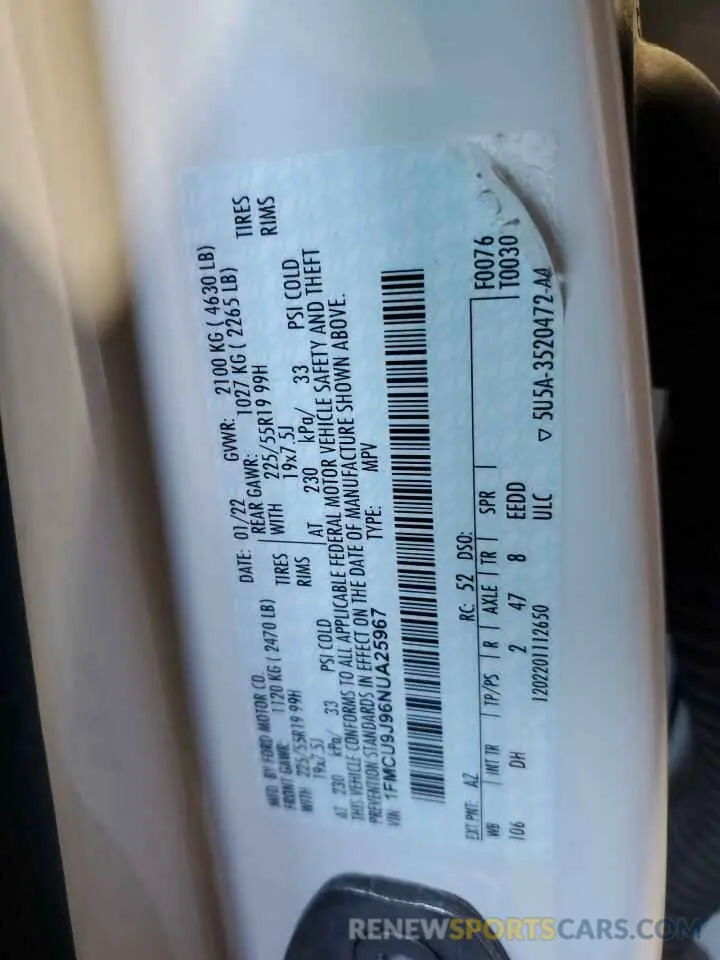 MFD. BY FORD MOTOR CO.
DATE: 01/22 GVWR: 2100 KG ( 4630 LB)
FRONT GAWR: 1120 KG ( 2470 LB)
REAR GAWR: 1027 KG ( 2265 LB)
WITH 225/55R19 99H TIRES
WITH 225/55R19 99H TIRES
19x7.5J RIMS
19x7.5J RIMS
AT 230 kPa/ 33 PSI COLD
AT 230 kPa/ 33 PSI COLD
THIS VEHICLE CONFORMS TO ALL APPLICABLE FEDERAL MOTOR VEHICLE SAFETY AND THEFT
PREVENTION STANDARDS IN EFFECT ON THE DATE OF MANUFACTURE SHOWN ABOVE.
VIN: 1FMCU9J96NUA25967
TYPE: MPV
F0076
T0030
EXT PNT: AZ RC: 52 DSO:
WB INT TR TP/PS R AXLE TR SPR
106 DH 2 47 8 EEDD
1202201112650 ULC
▽ 5U5A-3520472-AA
RENEWSPORTSCARS.COM